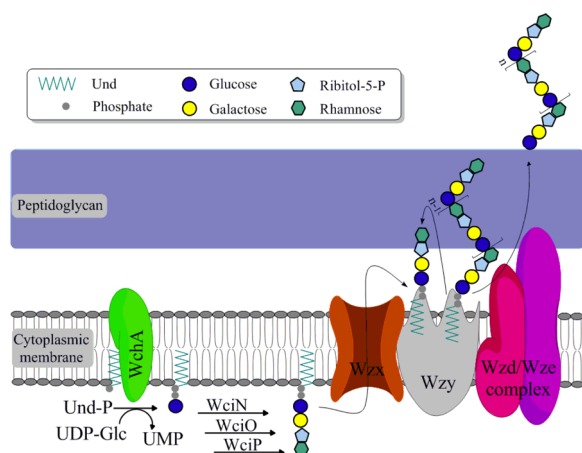 Und
Glucose
Ribitol-5-P
Phosphate
Galactose
Rhamnose
n
Peptidoglycan
n-1
Cytoplasmic
membrane
WchA
Wzx
Wzy
Wzd/Wze
complex
Und-P
UDP-Glc
UMP
WciN
WciO
WciP